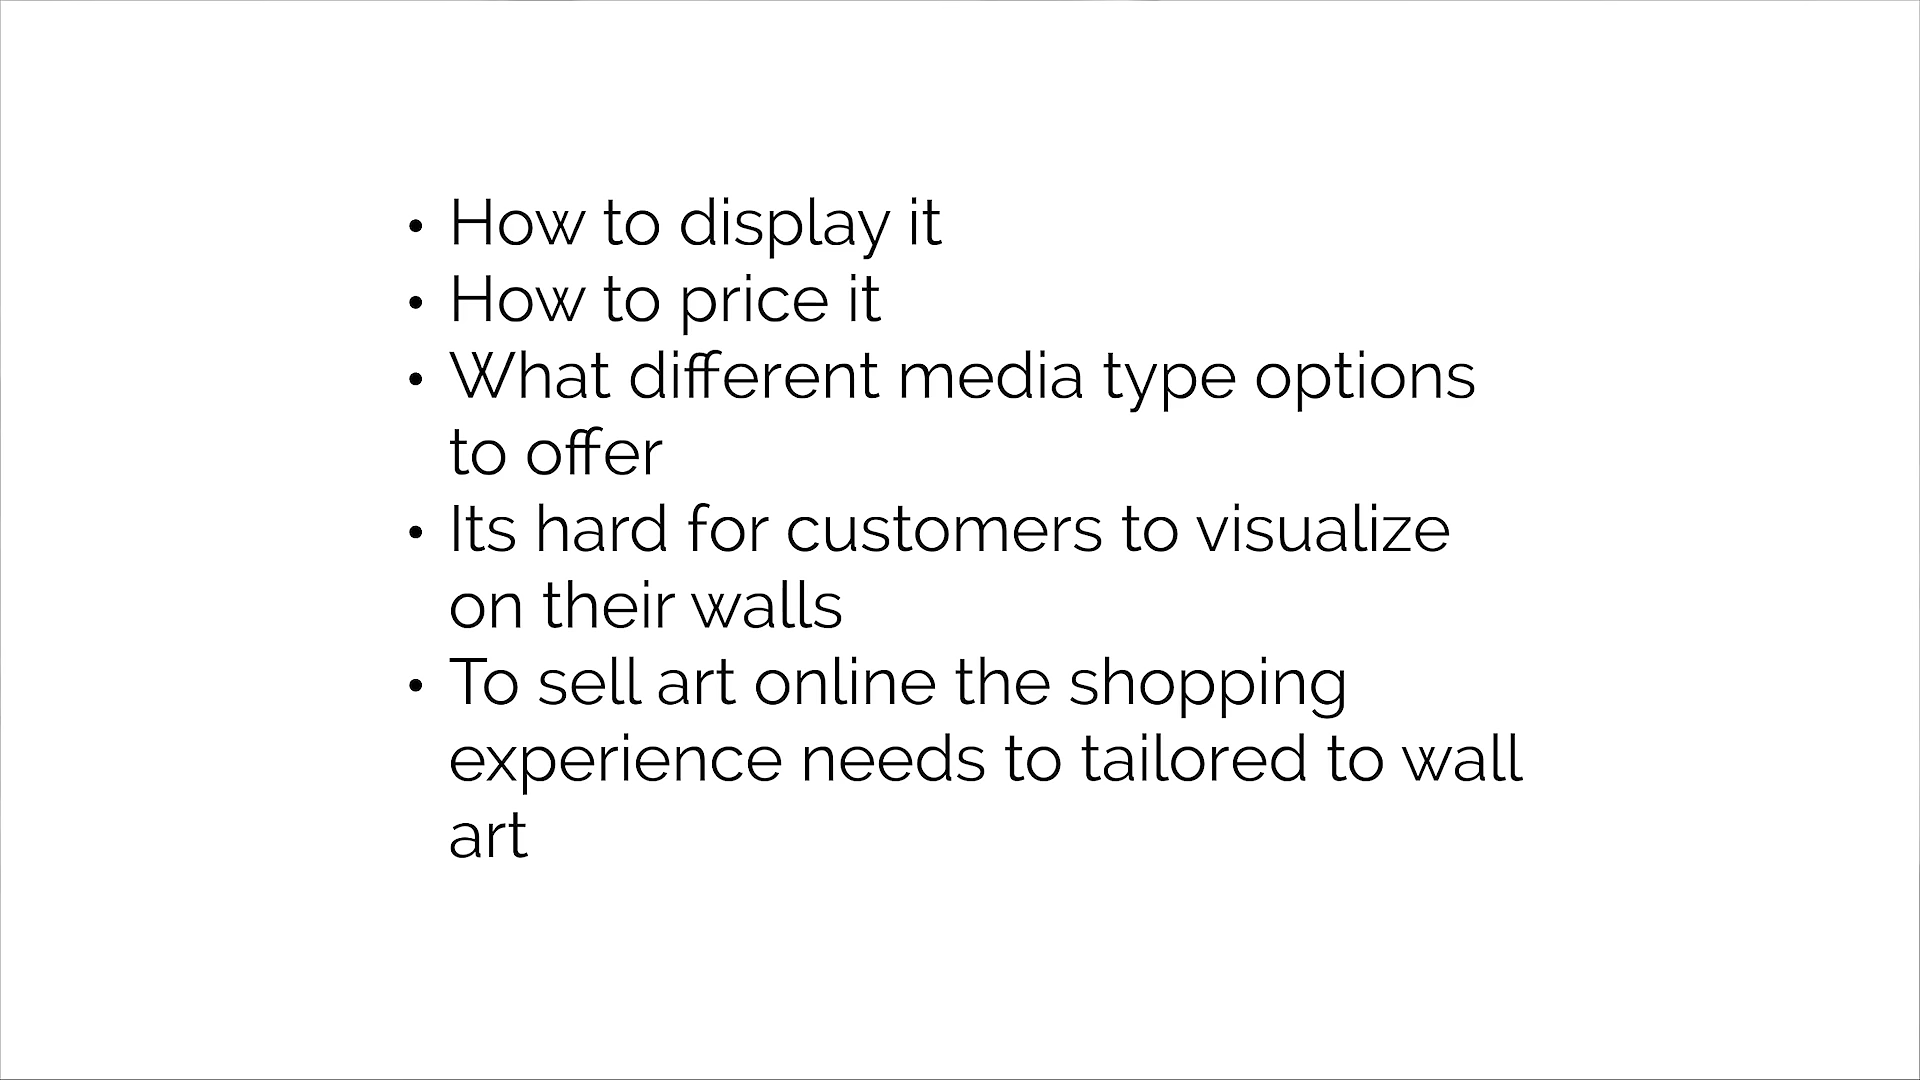 • How to display it
• How to price it
• What different media type options
to offer
• Its hard for customers to visualize
on their walls
• To sell art online the shopping
experience needs to tailored to wall
art